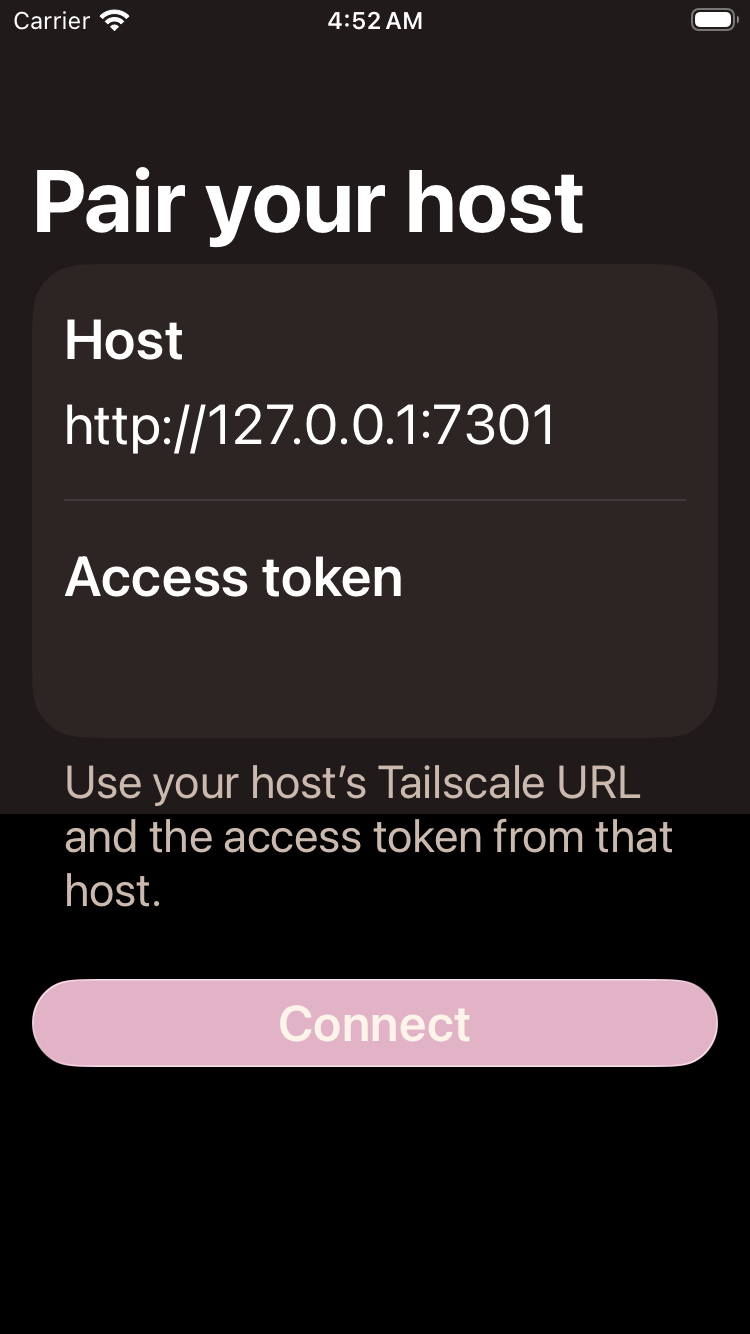 Carrier 4:52 AM
Pair your host
Host
http://127.0.0.1:7301
Access token
Use your host’s Tailscale URL
and the access token from that
host.
Connect